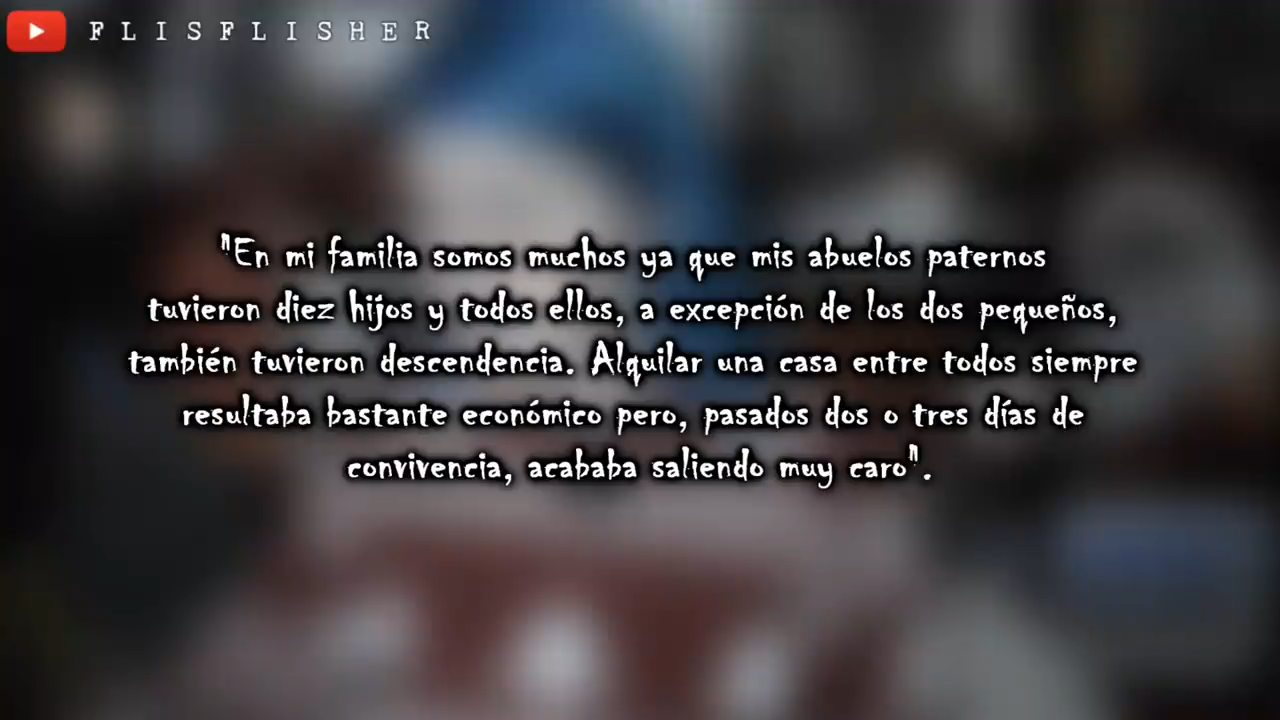 FLISFLISHER
"En mi familia somos muchos ya que mis abuelos paternos
tuvieron diez hijos y todos ellos, a excepción de los dos pequeños,
también tuvieron descendencia. Alquilar una casa entre todos siempre
resultaba bastante económico pero, pasados dos o tres días de
convivencia, acababa saliendo muy caro".